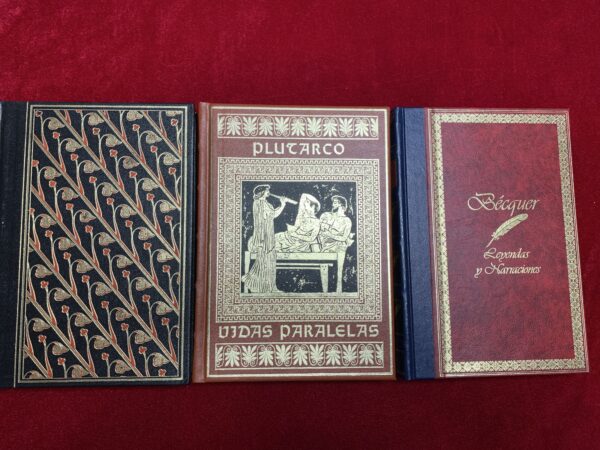 PLUTARCO
VIDAS PARALELAS
Bécquer
Leyendas
y Narraciones